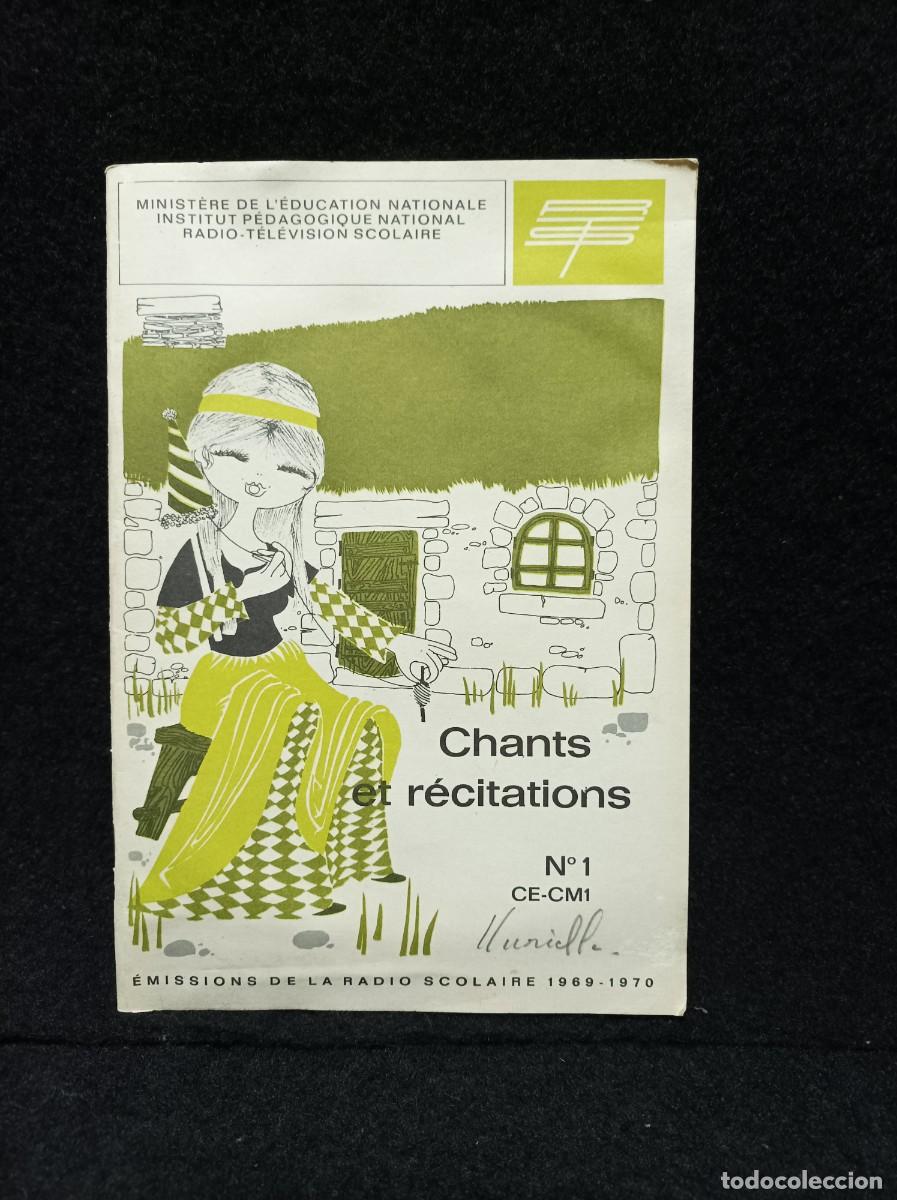 MINISTÈRE DE L'ÉDUCATION NATIONALE
INSTITUT PÉDAGOGIQUE NATIONAL
RADIO-TÉLÉVISION SCOLAIRE
Chants
et récitations
Nº 1
CE-CM1
ÉMISSIONS DE LA RADIO SCOLAIRE 1969-1970
todocoleccion